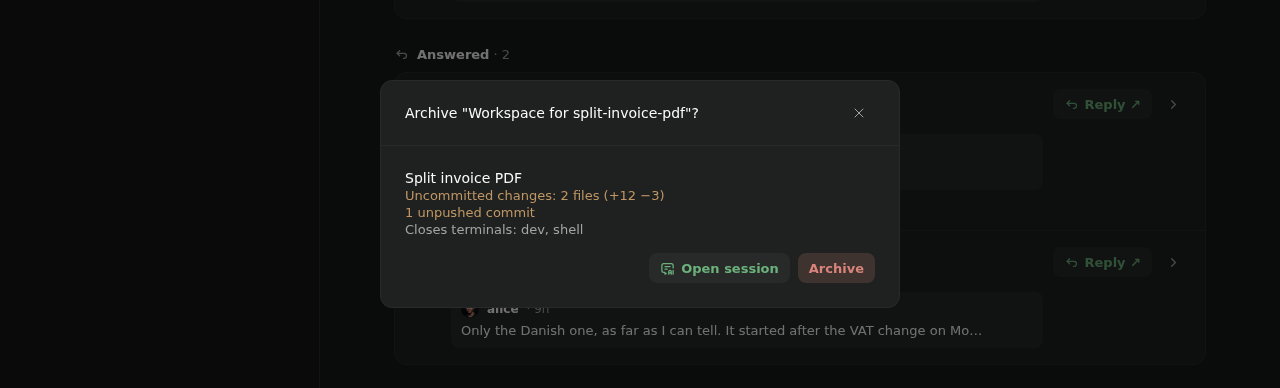 Answered · 2
Archive "Workspace for split-invoice-pdf"?
Reply ↗
Split invoice PDF
Uncommitted changes: 2 files (+12 −3)
1 unpushed commit
Closes terminals: dev, shell
Reply ↗
Open session
Archive
alice · 9h
Only the Danish one, as far as I can tell. It started after the VAT change on Mo…